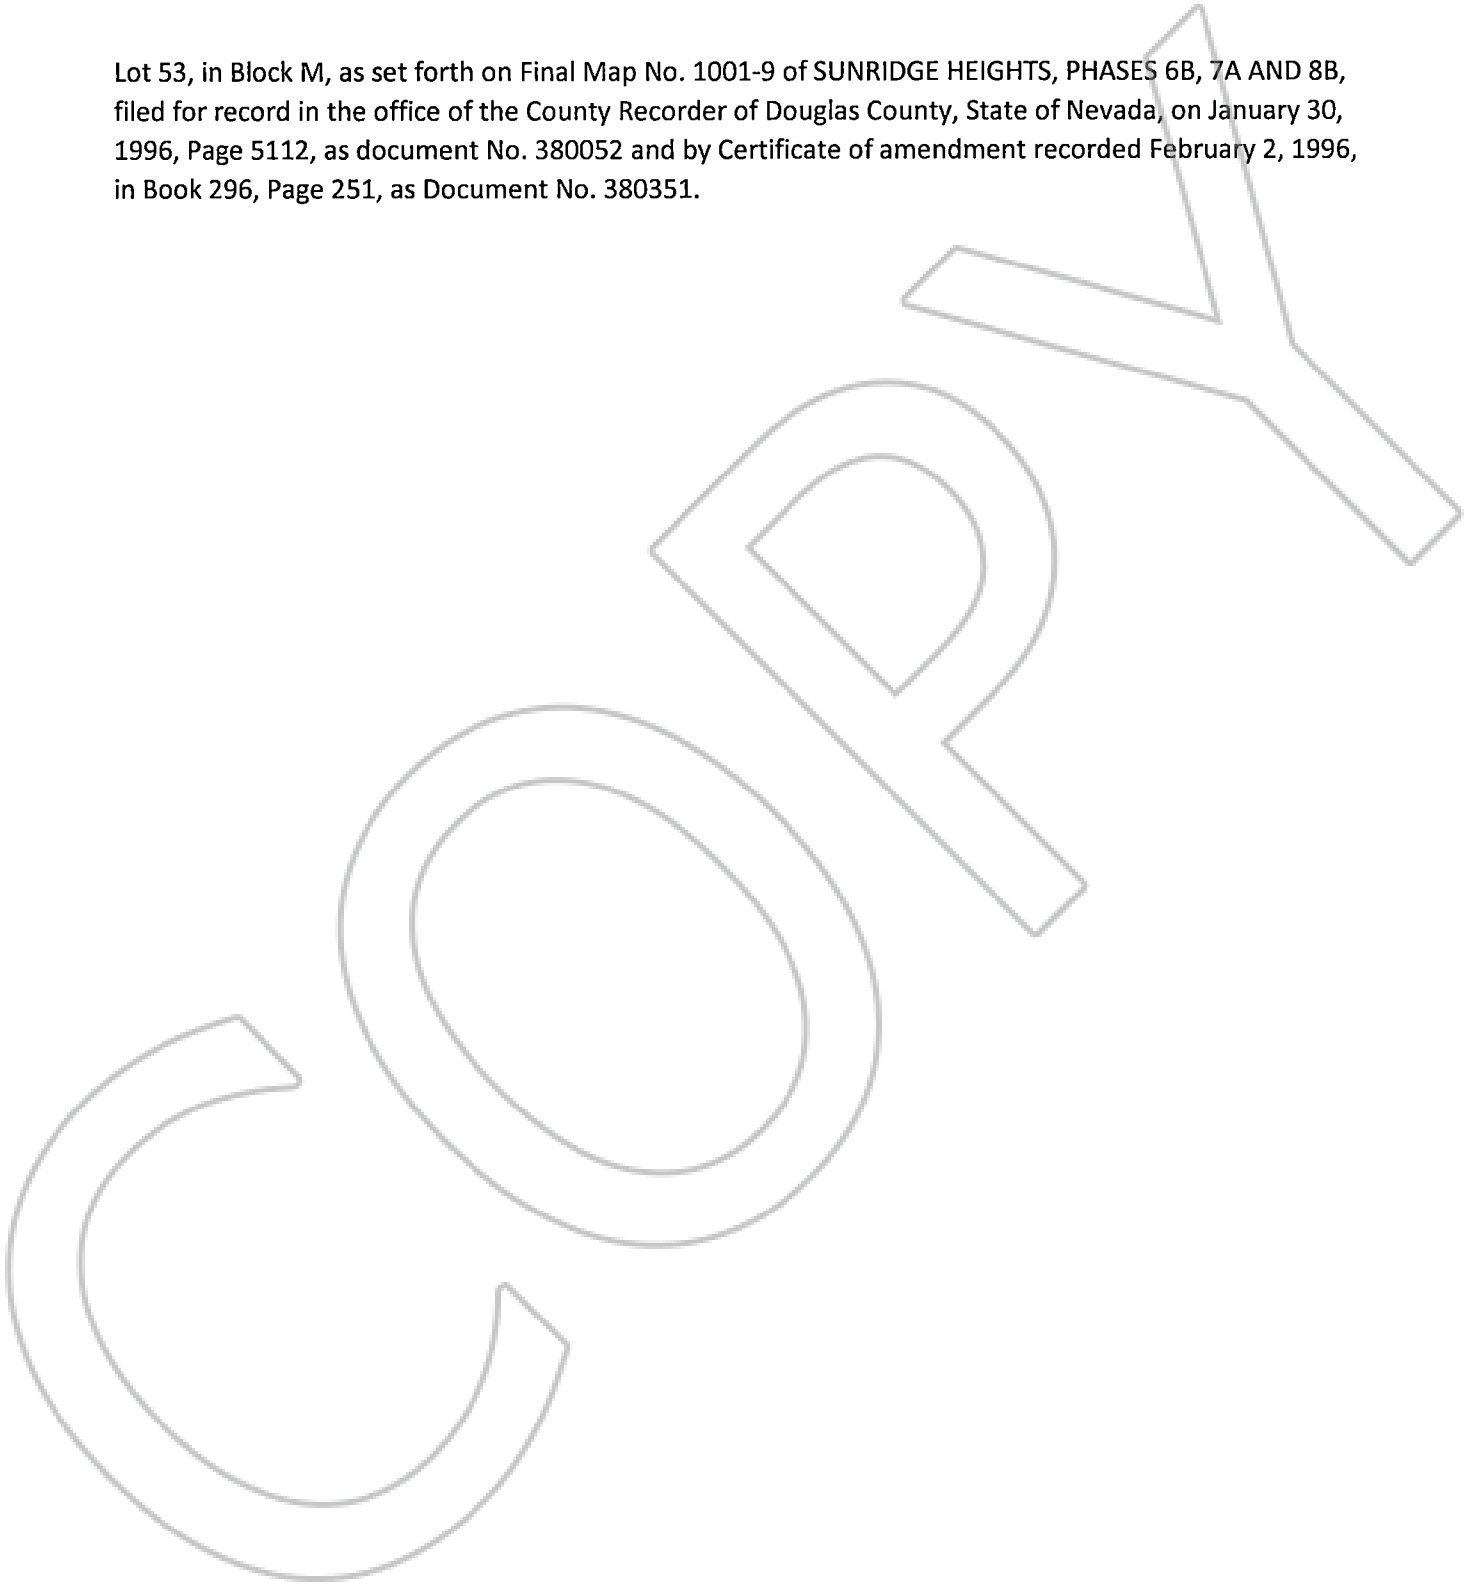 Lot 53, in Block M, as set forth on Final Map No. 1001-9 of SUNRIDGE HEIGHTS, PHASES 6B, 7A AND 8B,
filed for record in the office of the County Recorder of Douglas County, State of Nevada, on January 30,
1996, Page 5112, as document No. 380052 and by Certificate of amendment recorded February 2, 1996,
in Book 296, Page 251, as Document No. 380351.
COPY